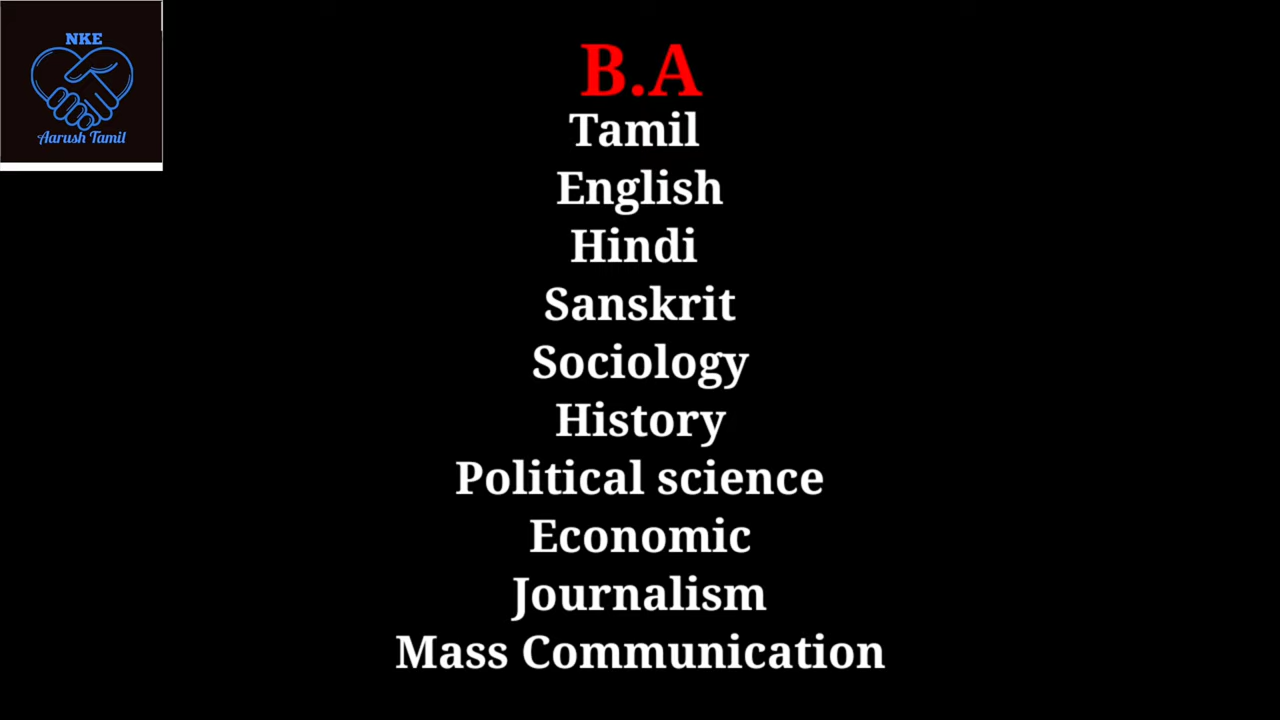 NKE
Aarush Tamil
B.A
Tamil
English
Hindi
Sanskrit
Sociology
History
Political science
Economic
Journalism
Mass Communication